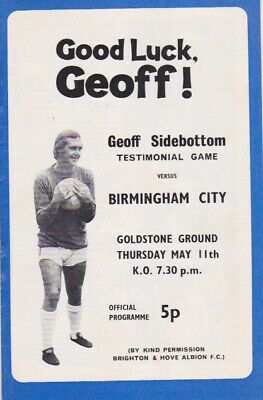 Good Luck,
Geoff!
Geoff Sidebottom
TESTIMONIAL GAME
VERSUS
BIRMINGHAM CITY
GOLDSTONE GROUND
THURSDAY MAY 11th
K.O. 7.30 p.m.
OFFICIAL
PROGRAMME 5p
(BY KIND PERMISSION
BRIGHTON & HOVE ALBION F.C.)